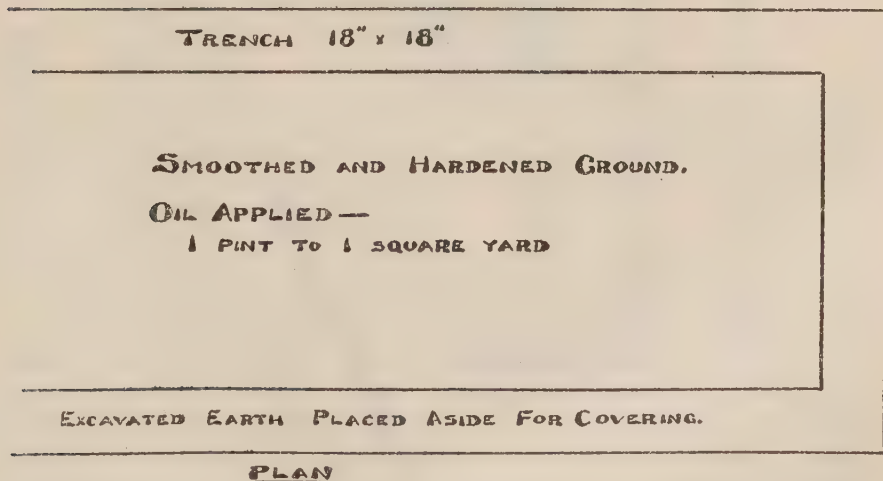 TRENCH 18" x 18"
SMOOTHED AND HARDENED GROUND.
OIL APPLIED—
1 PINT TO 1 SQUARE YARD
EXCAVATED EARTH PLACED ASIDE FOR COVERING.
PLAN